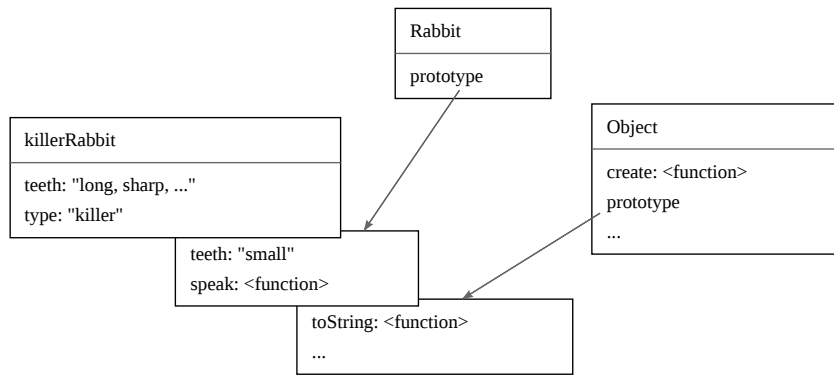 Rabbit
prototype
killerRabbit
teeth: "long, sharp, ..."
type: "killer"
Object
create: <function>
prototype
...
teeth: "small"
speak: <function>
toString: <function>
...